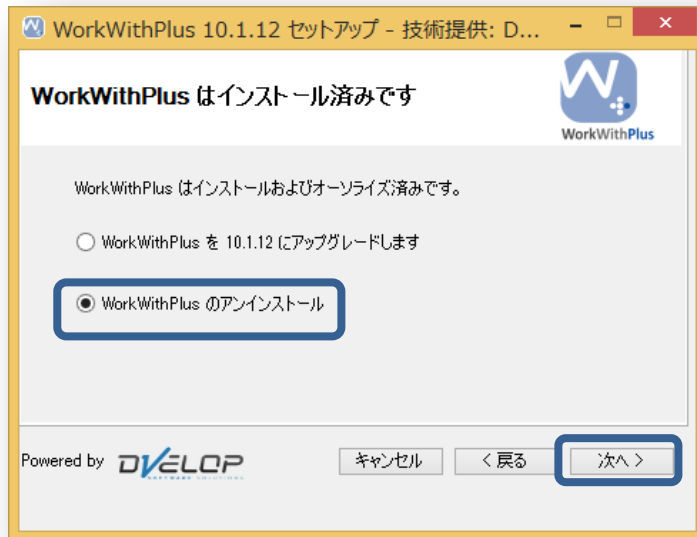 WorkWithPlus 10.1.12 セットアップ - 技術提供: D...
WorkWithPlus はインストール済みです
WorkWithPlus
WorkWithPlus はインストールおよびオーソライズ済みです。
WorkWithPlus を 10.1.12 にアップグレードします
WorkWithPlus のアンインストール
Powered by DVELOP
SOFTWARE SOLUTIONS
キャンセル
< 戻る
次へ >